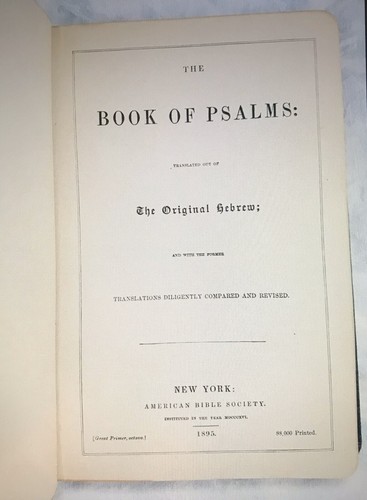 THE
BOOK OF PSALMS:
TRANSLATED OUT OF
The Original Hebrew;
AND WITH THE FORMER
TRANSLATIONS DILIGENTLY COMPARED AND REVISED.
NEW YORK:
AMERICAN BIBLE SOCIETY.
INSTITUTED IN THE YEAR MDCCCXVI.
1895.
[Great Primer, octavo.]
98,000 Printed.